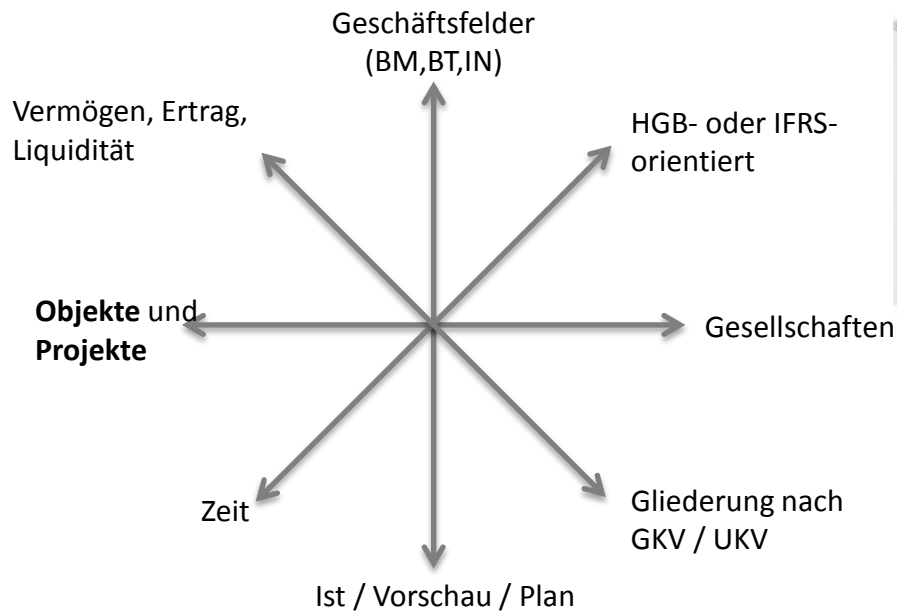 Geschäftsfelder
(BM,BT,IN)
Vermögen, Ertrag,
Liquidität
HGB- oder IFRS-
orientiert
Objekte und
Projekte
Gesellschaften
Zeit
Gliederung nach
GKV / UKV
Ist / Vorschau / Plan